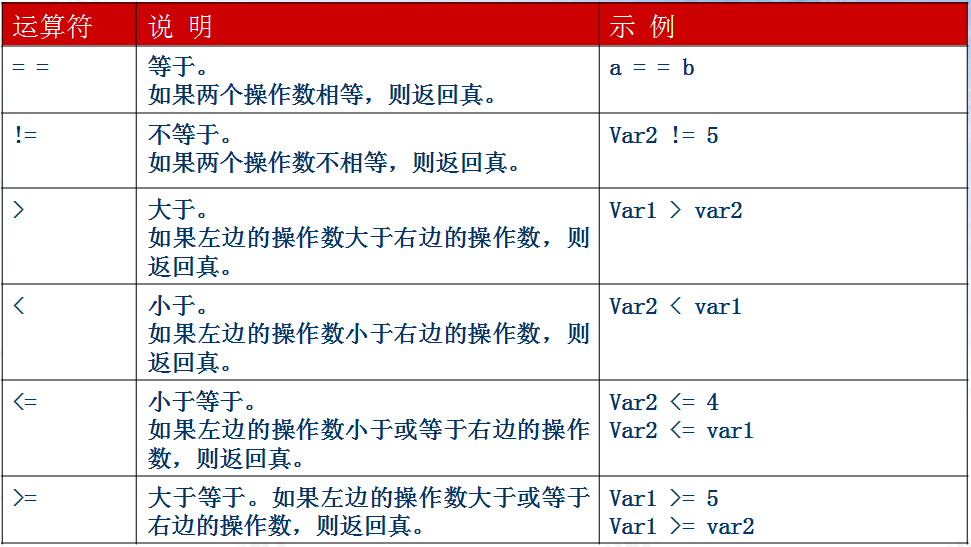 运算符 说 明 示 例
= = 等于。 a = = b
如果两个操作数相等，则返回真。
!= 不等于。 Var2 != 5
如果两个操作数不相等，则返回真。
> 大于。 Var1 > var2
如果左边的操作数大于右边的操作数，则
返回真。
< 小于。 Var2 < var1
如果左边的操作数小于右边的操作数，则
返回真。
<= 小于等于。 Var2 <= 4
如果左边的操作数小于或等于右边的操作 Var2 <= var1
数，则返回真。
>= 大于等于。如果左边的操作数大于或等于 Var1 >= 5
右边的操作数，则返回真。 Var1 >= var2